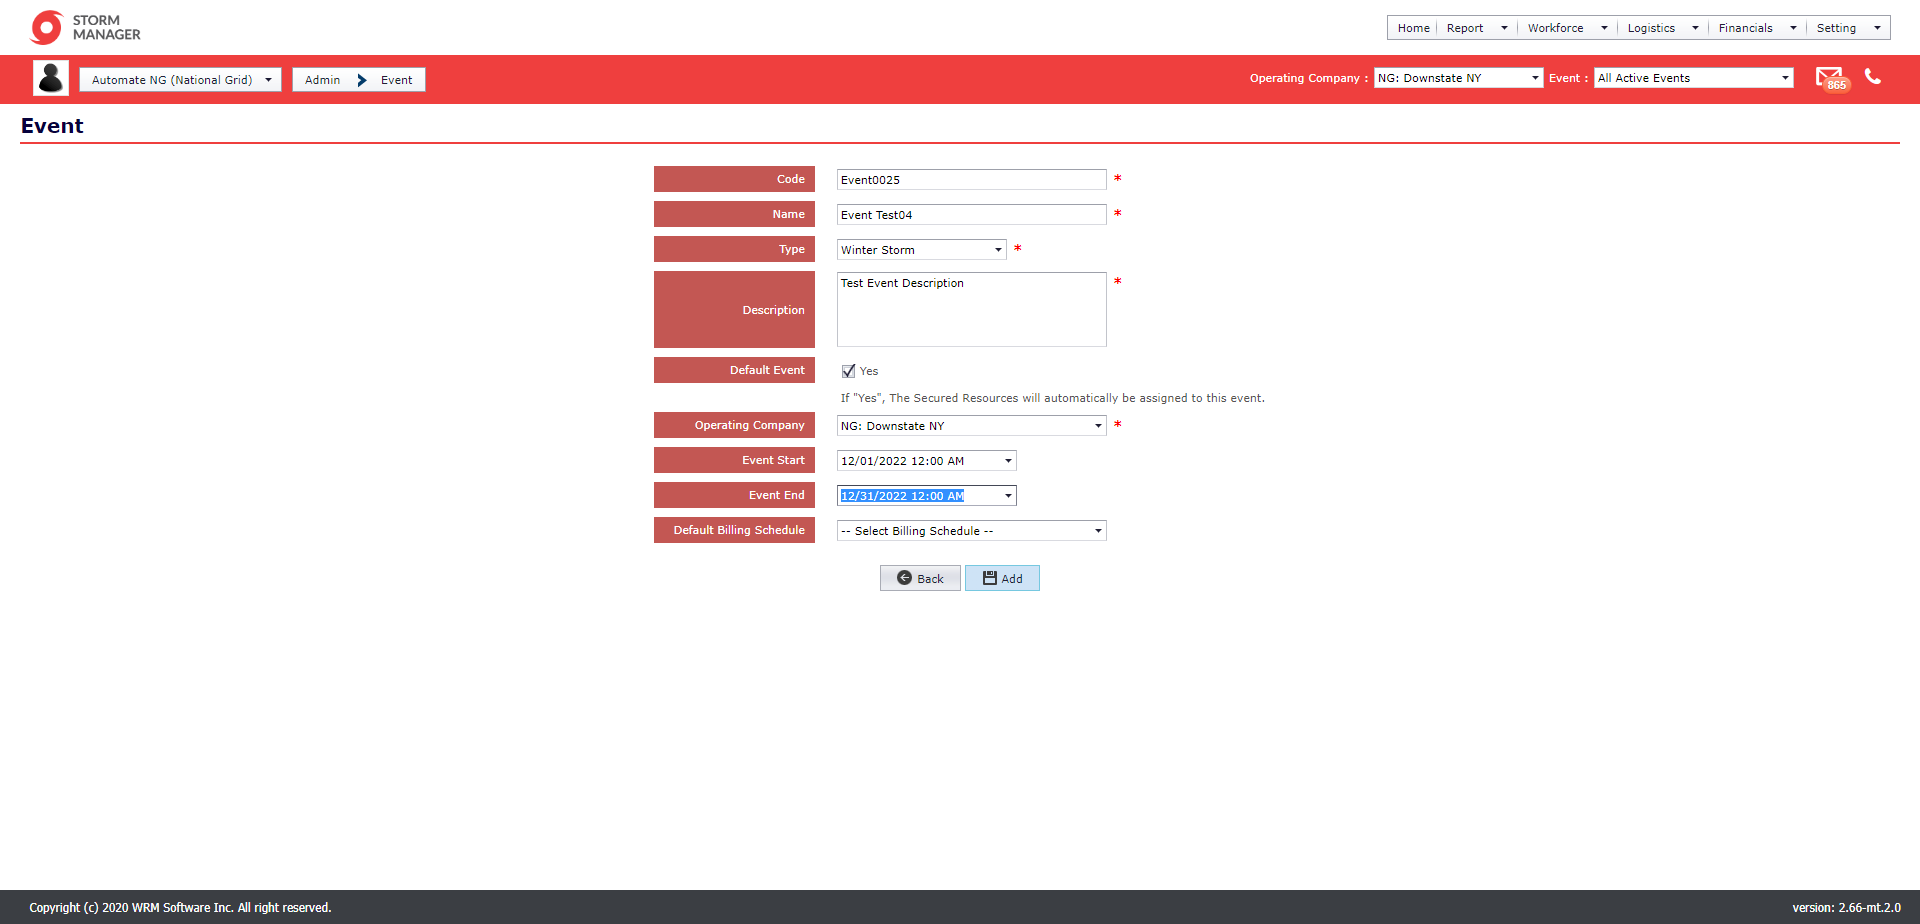 STORM
MANAGER
Home Report Workforce Logistics Financials Setting
Automate NG (National Grid) Admin Event Operating Company : NG: Downstate NY Event : All Active Events 865
Event
Code Event0025 *
Name Event Test04 *
Type Winter Storm *
Description Test Event Description *
Default Event Yes
If "Yes", The Secured Resources will automatically be assigned to this event.
Operating Company NG: Downstate NY *
Event Start 12/01/2022 12:00 AM
Event End 12/31/2022 12:00 AM
Default Billing Schedule -- Select Billing Schedule --
Back Add
Copyright (c) 2020 WRM Software Inc. All right reserved. version: 2.66-mt.2.0